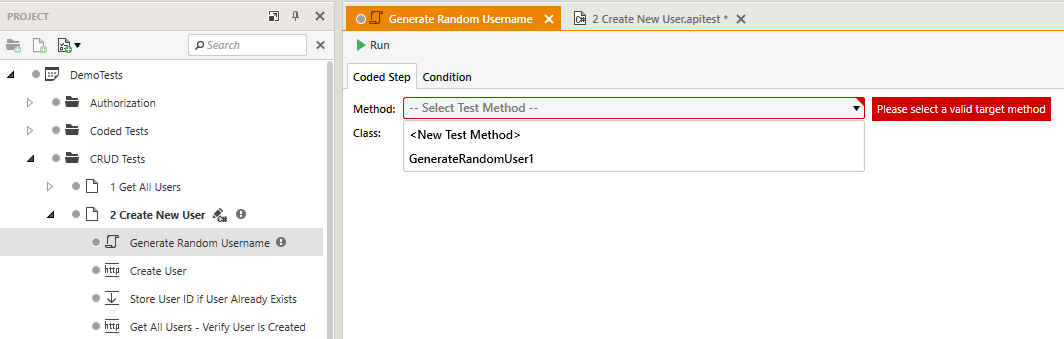 PROJECT
Search
DemoTests
Authorization
Coded Tests
CRUD Tests
1 Get All Users
2 Create New User C#
Generate Random Username
http Create User
Store User ID if User Already Exists
http Get All Users - Verify User Is Created
Generate Random Username
C# 2 Create New User.apitest *
Run
Coded Step Condition
Method: -- Select Test Method -- Please select a valid target method
Class:
<New Test Method>
GenerateRandomUser1